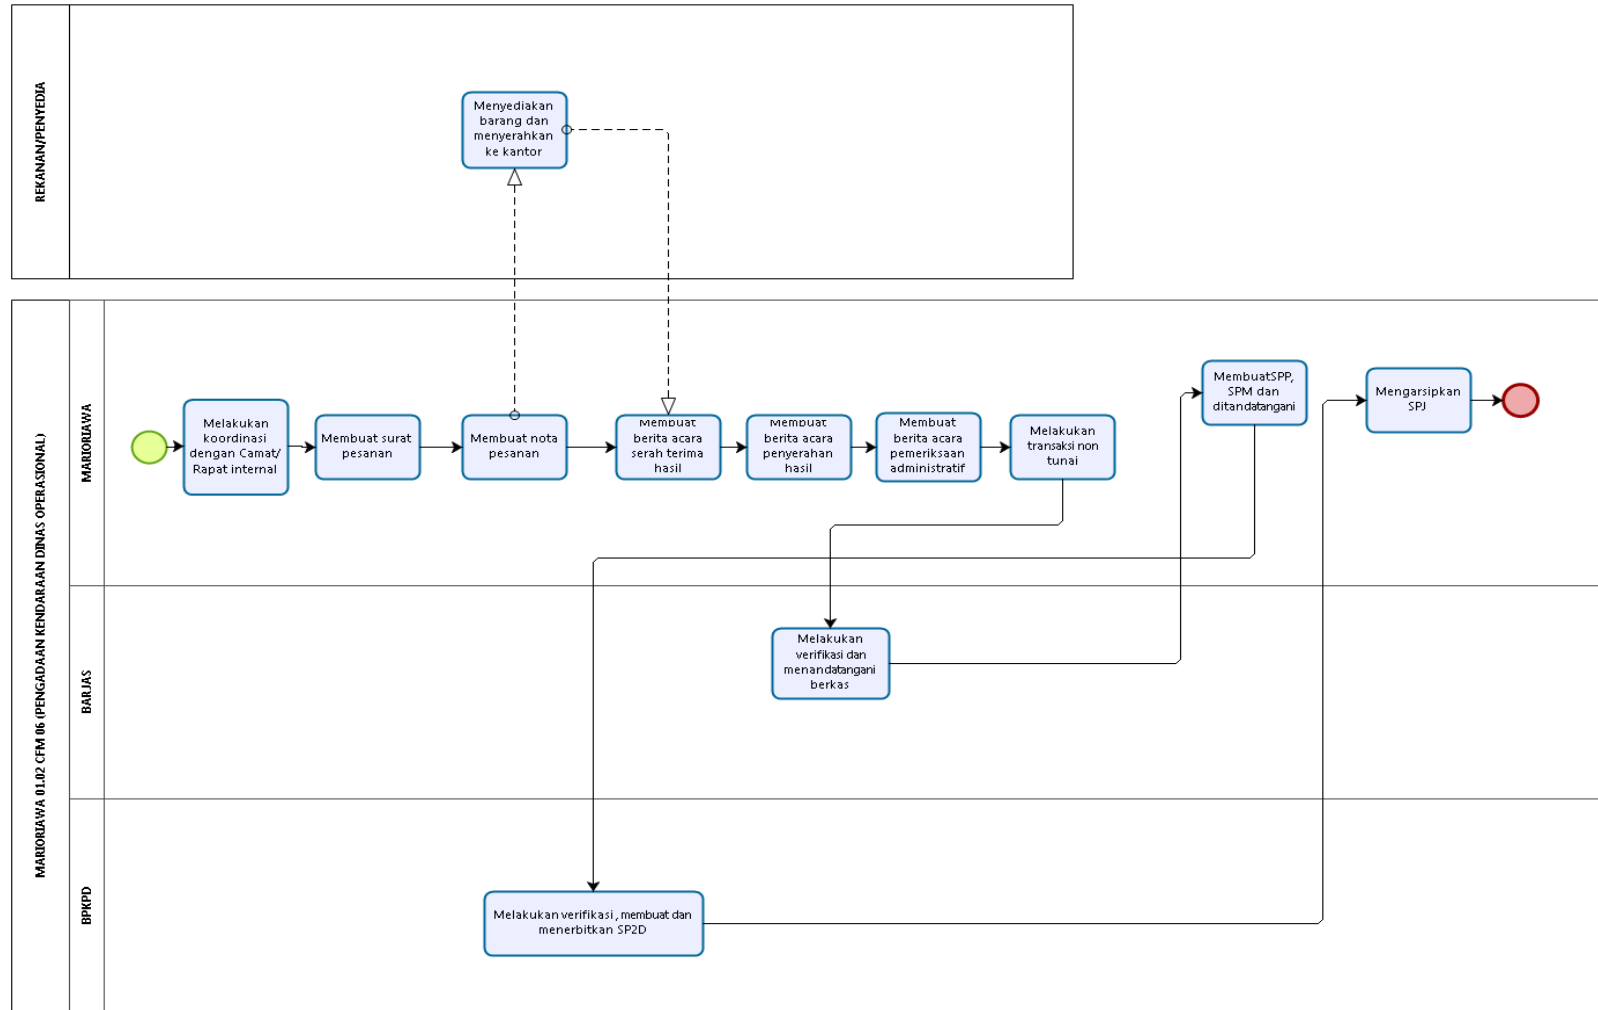 REKANAN/PENYEDIA
Menyediakan
barang dan
menyerahkan
ke kantor
MARIORIAWA 01.02 CFM 06 (PENGADAAN KENDARAAN DINAS OPERASIONAL)
MARIORIAWA
Melakukan
koordinasi
dengan Camat/
Rapat internal
Membuat surat
pesanan
Membuat nota
pesanan
Membuat
berita acara
serah terima
hasil
Membuat
berita acara
penyerahan
hasil
Membuat
berita acara
pemeriksaan
administratif
Melakukan
transaksi non
tunai
MembuatSPP,
SPM dan
ditandatangani
Mengarsipkan
SPJ
BARJAS
Melakukan
verifikasi dan
menandatangani
berkas
BPKPD
Melakukan verifikasi, membuat dan
menerbitkan SP2D